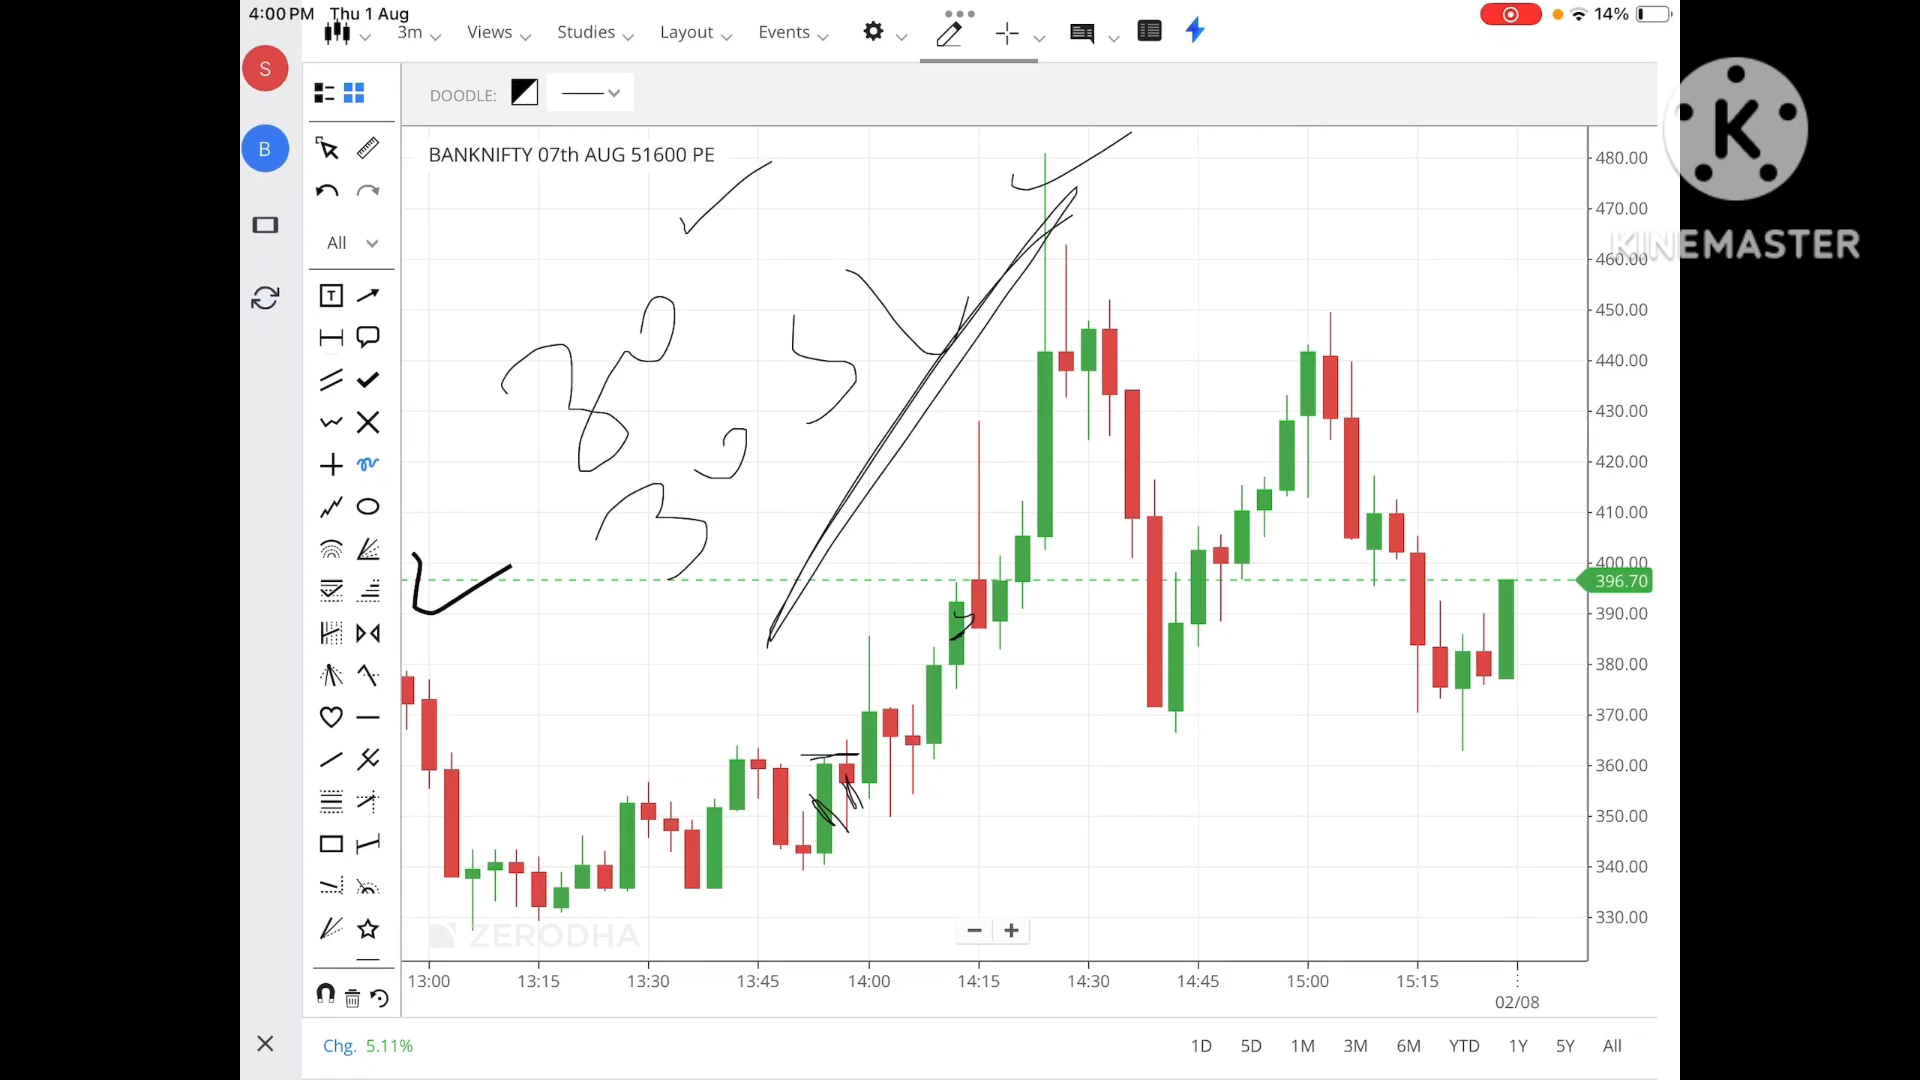 4:00 PM Thu 1 Aug
14%
3m Views Studies Layout Events
S
B
DOODLE:
All
T
BANKNIFTY 07th AUG 51600 PE
K
KINEMASTER
480.00
470.00
460.00
450.00
440.00
430.00
420.00
410.00
400.00
396.70
390.00
380.00
370.00
360.00
350.00
340.00
330.00
ZERODHA
13:00 13:15 13:30 13:45 14:00 14:15 14:30 14:45 15:00 15:15
02/08
Chg. 5.11%
1D 5D 1M 3M 6M YTD 1Y 5Y All